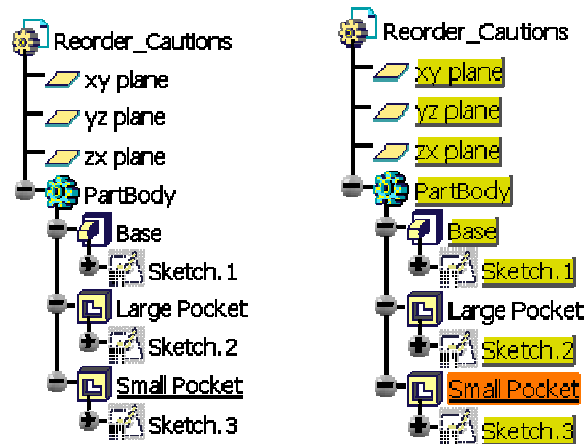 Reorder_Cautions
xy plane
yz plane
zx plane
PartBody
Base
Sketch.1
Large Pocket
Sketch.2
Small Pocket
Sketch.3
Reorder_Cautions
xy plane
yz plane
zx plane
PartBody
Base
Sketch.1
Large Pocket
Sketch.2
Small Pocket
Sketch.3